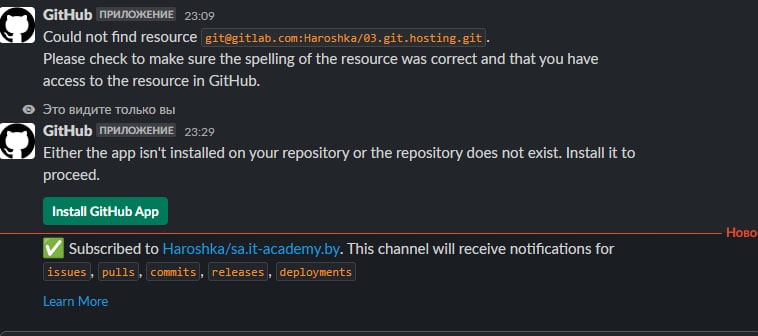 GitHub ПРИЛОЖЕНИЕ 23:09
Could not find resource git@gitlab.com:Haroshka/03.git.hosting.git.
Please check to make sure the spelling of the resource was correct and that you have
access to the resource in GitHub.
Это видите только вы
GitHub ПРИЛОЖЕНИЕ 23:29
Either the app isn't installed on your repository or the repository does not exist. Install it to
proceed.
Install GitHub App
Ново
Subscribed to Haroshka/sa.it-academy.by. This channel will receive notifications for
issues, pulls, commits, releases, deployments
Learn More